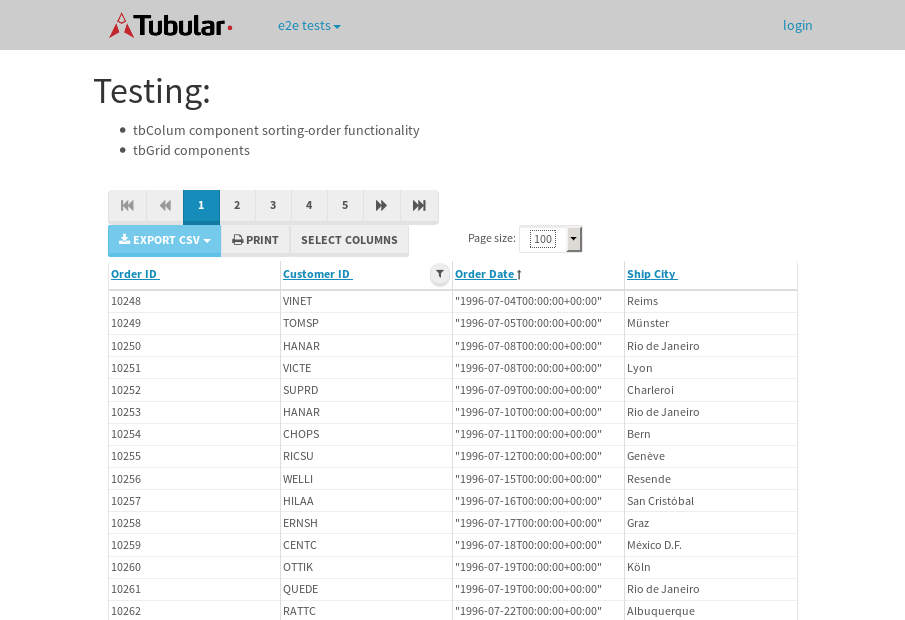 Tubular e2e tests login
Testing:
tbColum component sorting-order functionality
tbGrid components
1 2 3 4 5
EXPORT CSV PRINT SELECT COLUMNS Page size: 100
Order ID Customer ID Order Date Ship City
10248 VINET "1996-07-04T00:00:00+00:00" Reims
10249 TOMSP "1996-07-05T00:00:00+00:00" Münster
10250 HANAR "1996-07-08T00:00:00+00:00" Rio de Janeiro
10251 VICTE "1996-07-08T00:00:00+00:00" Lyon
10252 SUPRD "1996-07-09T00:00:00+00:00" Charleroi
10253 HANAR "1996-07-10T00:00:00+00:00" Rio de Janeiro
10254 CHOPS "1996-07-11T00:00:00+00:00" Bern
10255 RICSU "1996-07-12T00:00:00+00:00" Genève
10256 WELLI "1996-07-15T00:00:00+00:00" Resende
10257 HILAA "1996-07-16T00:00:00+00:00" San Cristóbal
10258 ERNSH "1996-07-17T00:00:00+00:00" Graz
10259 CENTC "1996-07-18T00:00:00+00:00" México D.F.
10260 OTTIK "1996-07-19T00:00:00+00:00" Köln
10261 QUEDE "1996-07-19T00:00:00+00:00" Rio de Janeiro
10262 RATTC "1996-07-22T00:00:00+00:00" Albuquerque